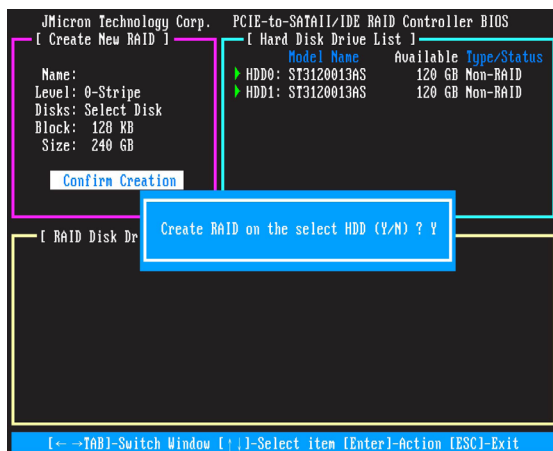 JMicron Technology Corp. PCIE-to-SATAII/IDE RAID Controller BIOS
[ Create New RAID ]
Name:
Level: 0-Stripe
Disks: Select Disk
Block: 128 KB
Size: 240 GB
Confirm Creation
[ Hard Disk Drive List ]
Model Name Available Type/Status
HDD0: ST3120013AS 120 GB Non-RAID
HDD1: ST3120013AS 120 GB Non-RAID
Create RAID on the select HDD (Y/N) ? Y
[ RAID Disk Dr
[← →TAB]-Switch Window [↑↓]-Select item [Enter]-Action [ESC]-Exit